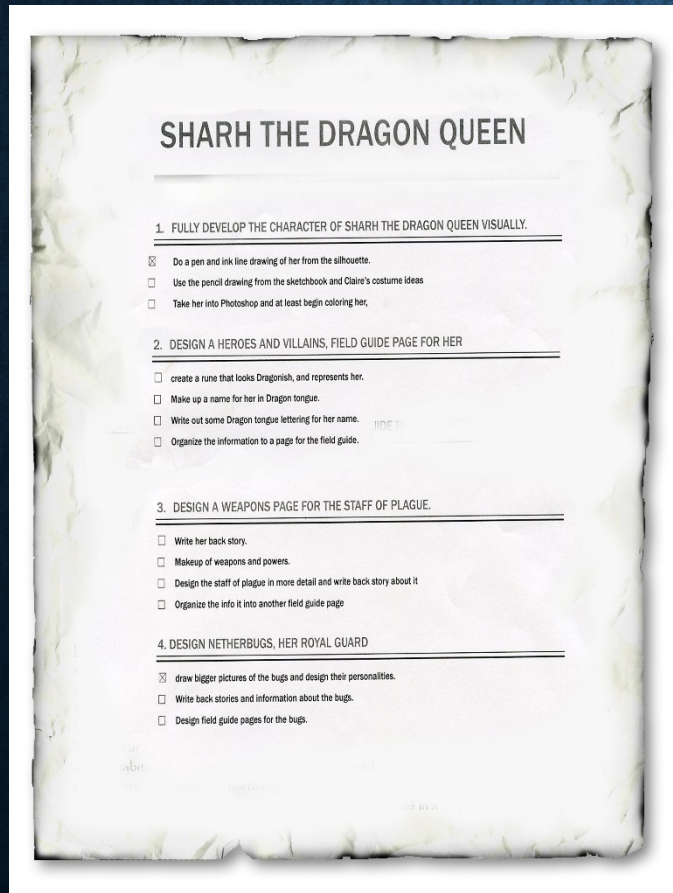 SHARH THE DRAGON QUEEN
1. FULLY DEVELOP THE CHARACTER OF SHARH THE DRAGON QUEEN VISUALLY.
☒ Do a pen and ink line drawing of her from the silhouette.
☐ Use the pencil drawing from the sketchbook and Claire's costume ideas
☐ Take her into Photoshop and at least begin coloring her,
2. DESIGN A HEROES AND VILLAINS, FIELD GUIDE PAGE FOR HER
☐ create a rune that looks Dragonish, and represents her.
☐ Make up a name for her in Dragon tongue.
☐ Write out some Dragon tongue lettering for her name.
☐ Organize the information to a page for the field guide.
3. DESIGN A WEAPONS PAGE FOR THE STAFF OF PLAGUE.
☐ Write her back story.
☐ Makeup of weapons and powers.
☐ Design the staff of plague in more detail and write back story about it
☐ Organize the info it into another field guide page
4. DESIGN NETHERBUGS, HER ROYAL GUARD
☒ draw bigger pictures of the bugs and design their personalities.
☐ Write back stories and information about the bugs.
☐ Design field guide pages for the bugs.